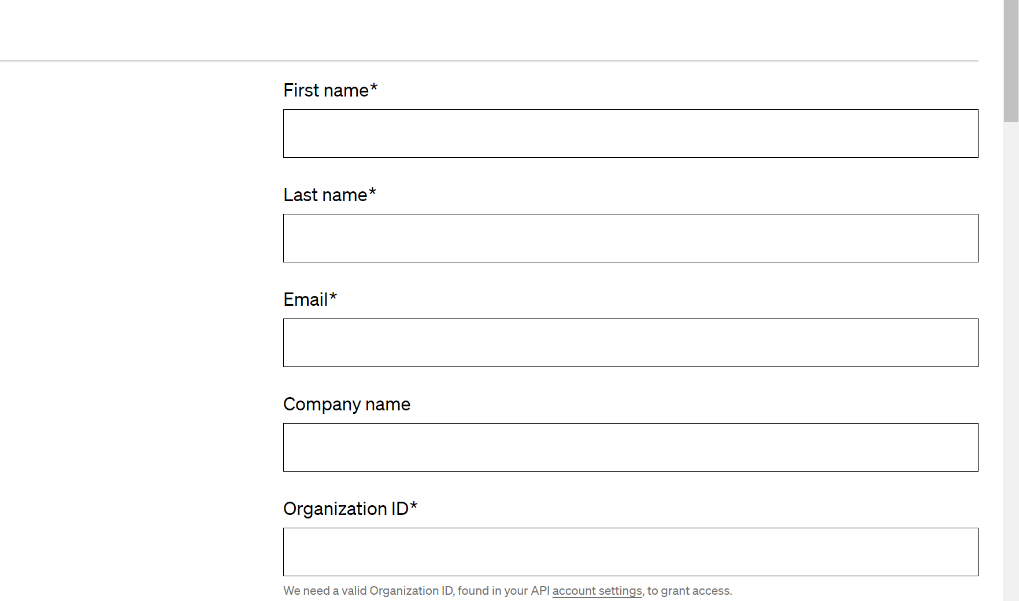 First name*
Last name*
Email*
Company name
Organization ID*
We need a valid Organization ID, found in your API account settings, to grant access.